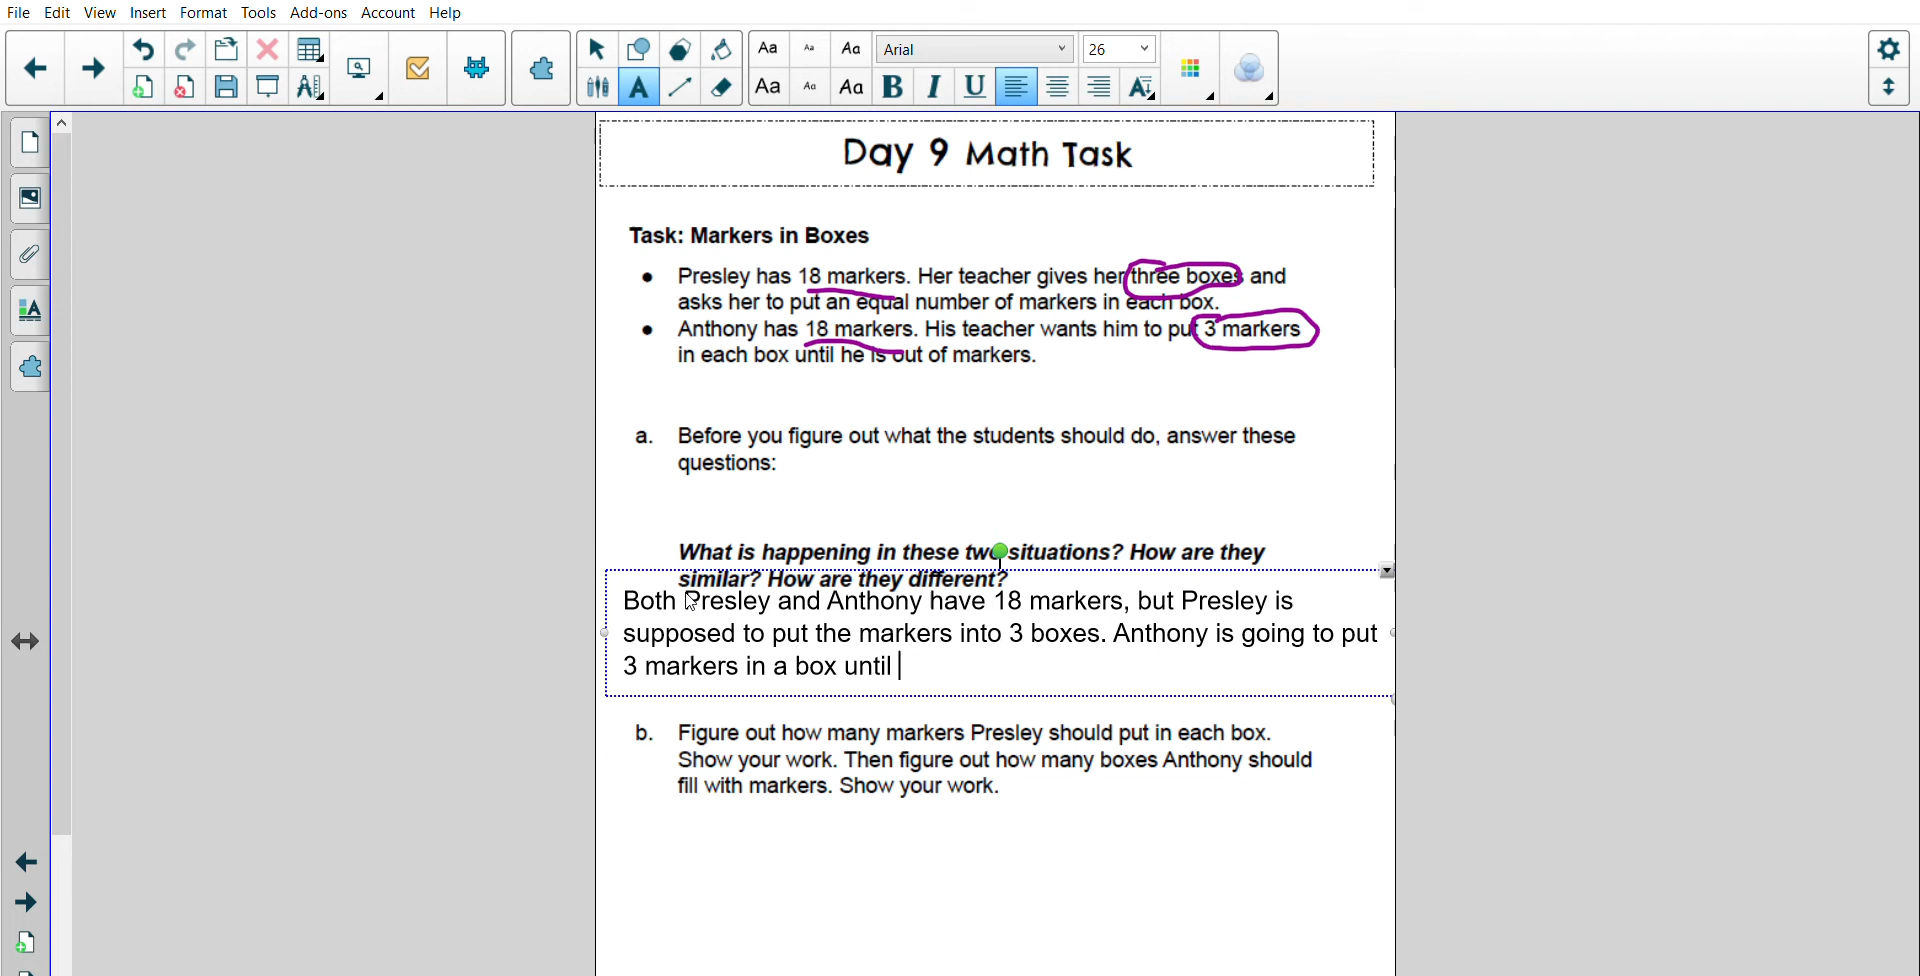 File Edit View Insert Format Tools Add-ons Account Help
Aa Aa Aa Arial 26
Aa Aa Aa B I U A
Day 9 Math Task
Task: Markers in Boxes
● Presley has 18 markers. Her teacher gives her three boxes and
asks her to put an equal number of markers in each box.
● Anthony has 18 markers. His teacher wants him to put 3 markers
in each box until he is out of markers.
a. Before you figure out what the students should do, answer these
questions:
What is happening in these two situations? How are they
similar? How are they different?
Both Presley and Anthony have 18 markers, but Presley is
supposed to put the markers into 3 boxes. Anthony is going to put
3 markers in a box until
b. Figure out how many markers Presley should put in each box.
Show your work. Then figure out how many boxes Anthony should
fill with markers. Show your work.